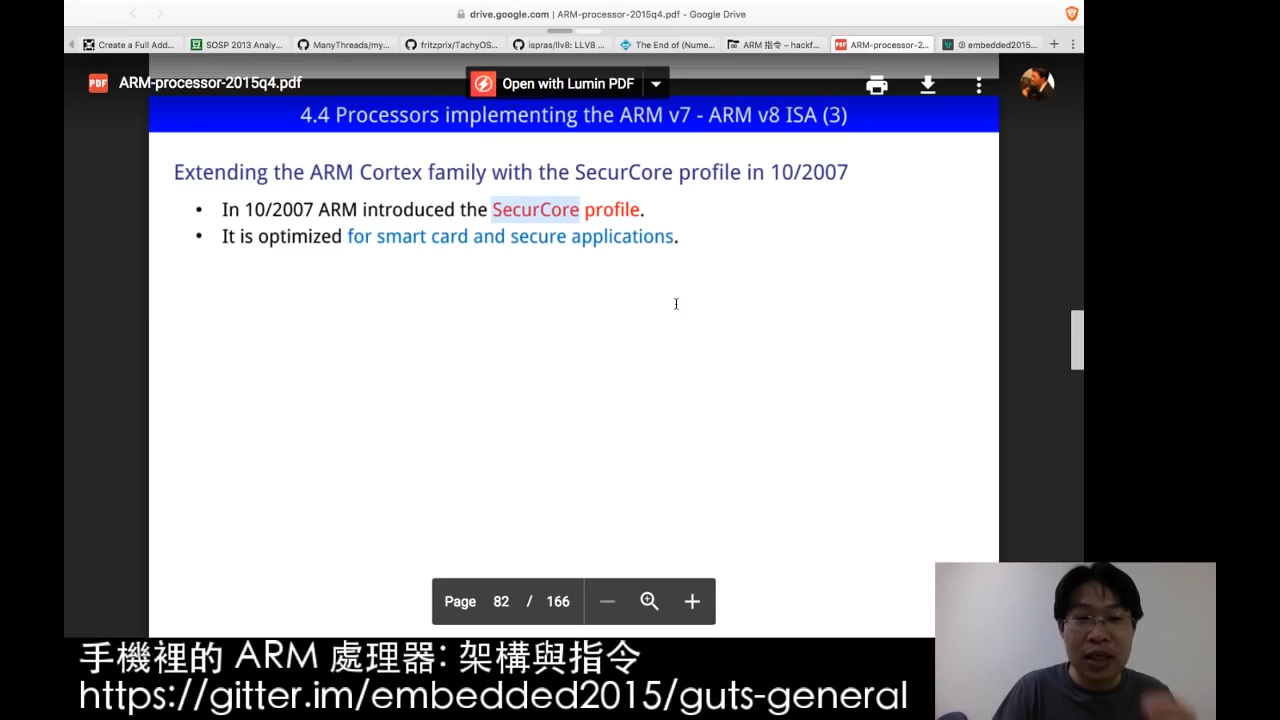 drive.google.com | ARM-processor-2015q4.pdf - Google Drive
Create a Full Add... SOSP 2013 Analy... ManyThreads/my... fritzprix/TachyOS... ispras/llv8: LLV8 ... The End of (Nume... ARM 指令 – hackf... ARM-processor-2... embedded2015...
PDF ARM-processor-2015q4.pdf Open with Lumin PDF
4.4 Processors implementing the ARM v7 - ARM v8 ISA (3)
Extending the ARM Cortex family with the SecurCore profile in 10/2007
• In 10/2007 ARM introduced the SecurCore profile.
• It is optimized for smart card and secure applications.
Page 82 / 166
手機裡的 ARM 處理器: 架構與指令
https://gitter.im/embedded2015/guts-general